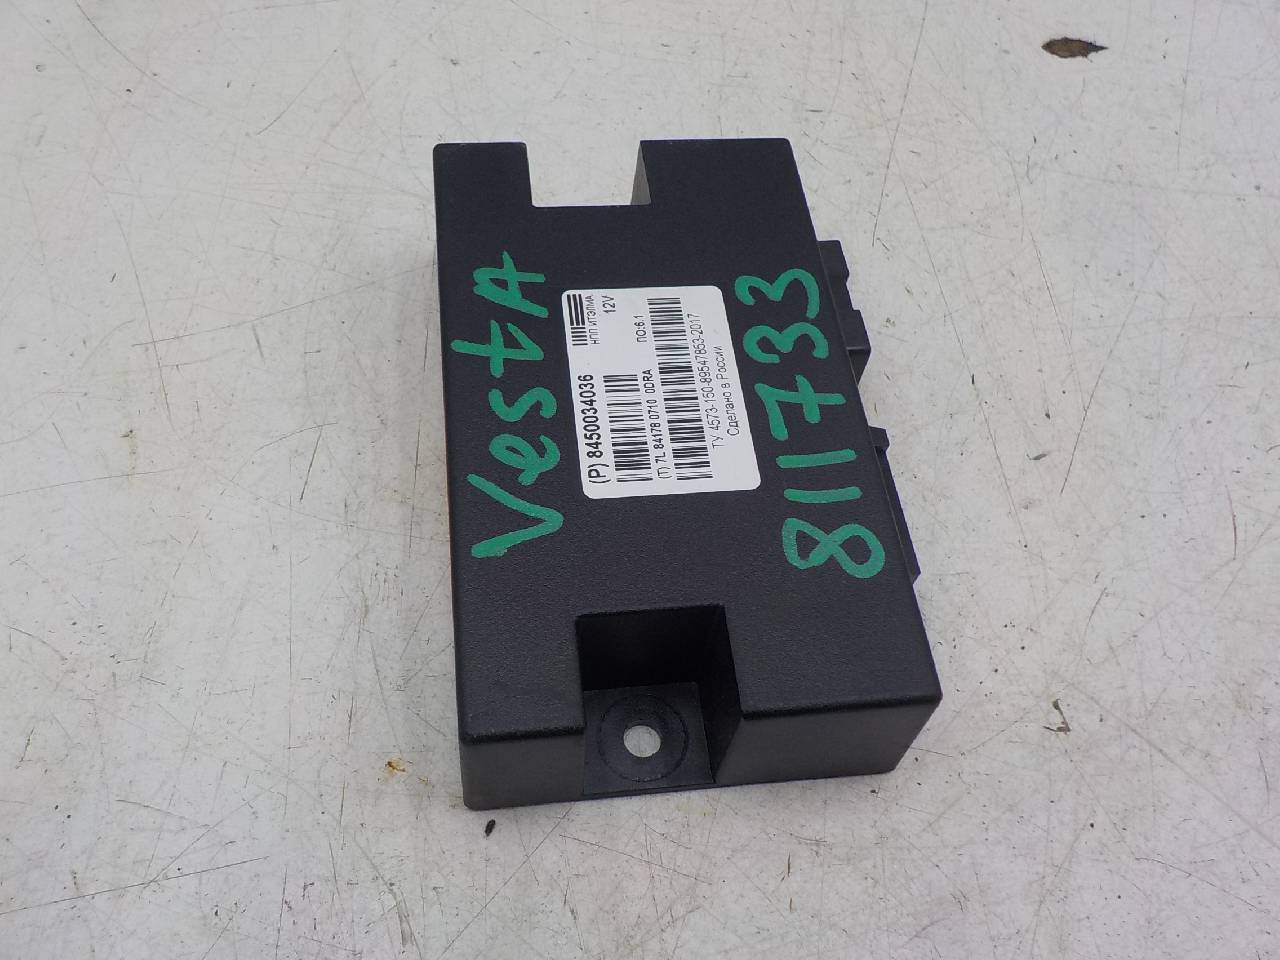 VestA
НПП ИТЭЛМА
12V
(P) 8450034036
ПО:6.1
(T) 7L 84178 0710 0DRA
ТУ 4573-150-89547853-2017
Сделано в России
811733